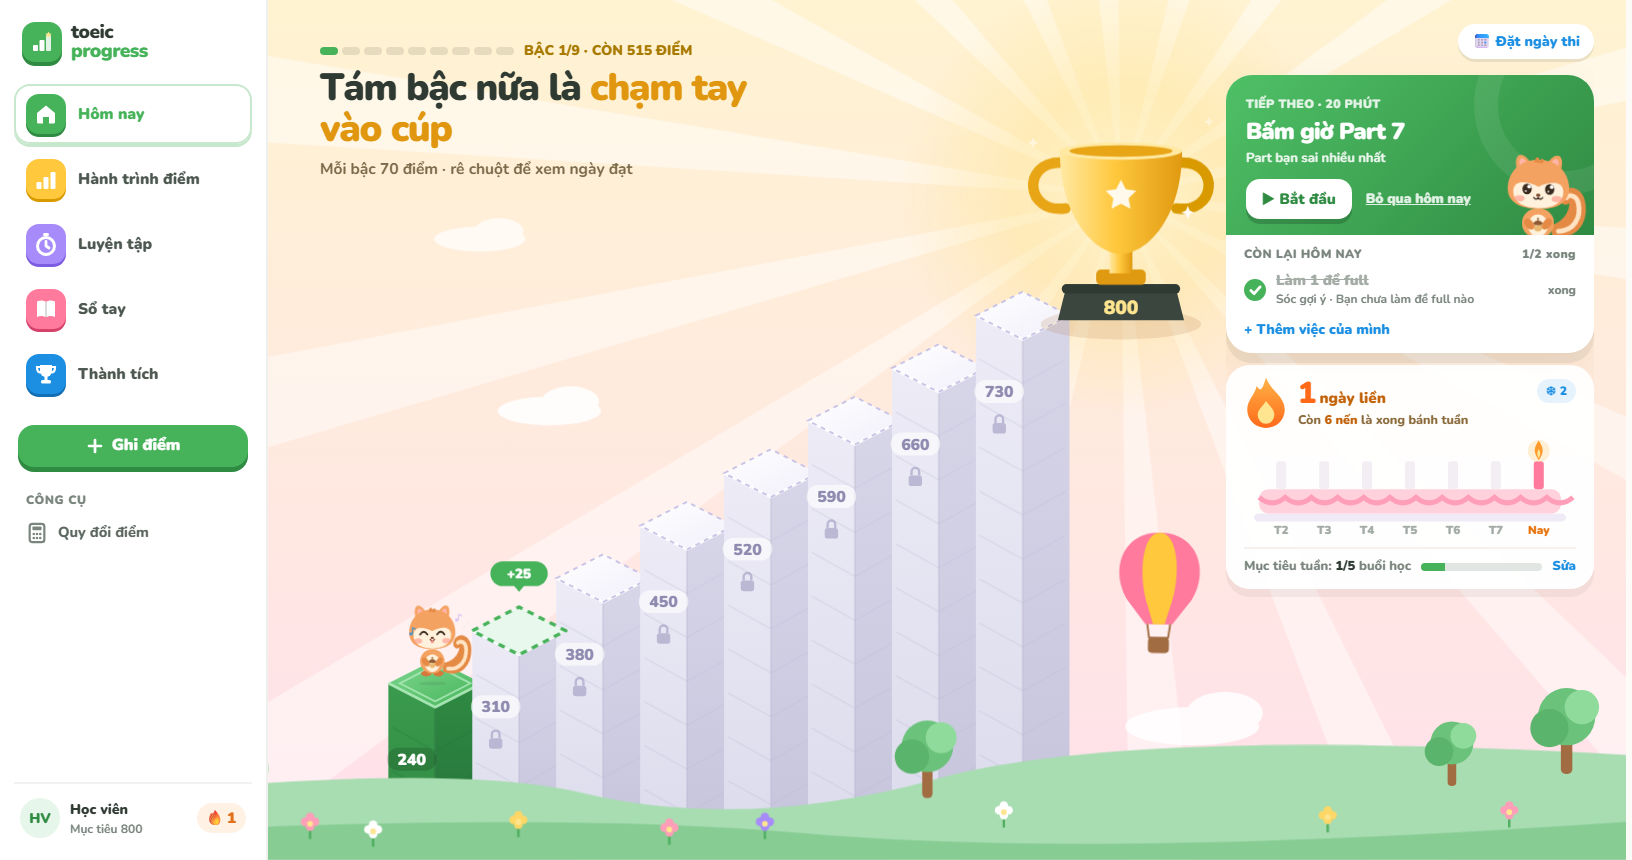 toeic
progress
Hôm nay
Hành trình điểm
Luyện tập
Sổ tay
Thành tích
+ Ghi điểm
CÔNG CỤ
Quy đổi điểm
HV
Học viên
Mục tiêu 800
1
BẬC 1/9 · CÒN 515 ĐIỂM
Tám bậc nữa là chạm tay
vào cúp
Mỗi bậc 70 điểm · rê chuột để xem ngày đạt
800
730
660
590
520
450
+25
380
310
240
Đặt ngày thi
TIẾP THEO · 20 PHÚT
Bấm giờ Part 7
Part bạn sai nhiều nhất
Bắt đầu
Bỏ qua hôm nay
CÒN LẠI HÔM NAY
1/2 xong
Làm 1 đề full
Sóc gợi ý · Bạn chưa làm đề full nào
xong
+ Thêm việc của mình
1 ngày liền
2
Còn 6 nến là xong bánh tuần
T2 T3 T4 T5 T6 T7 Nay
Mục tiêu tuần: 1/5 buổi học
Sửa